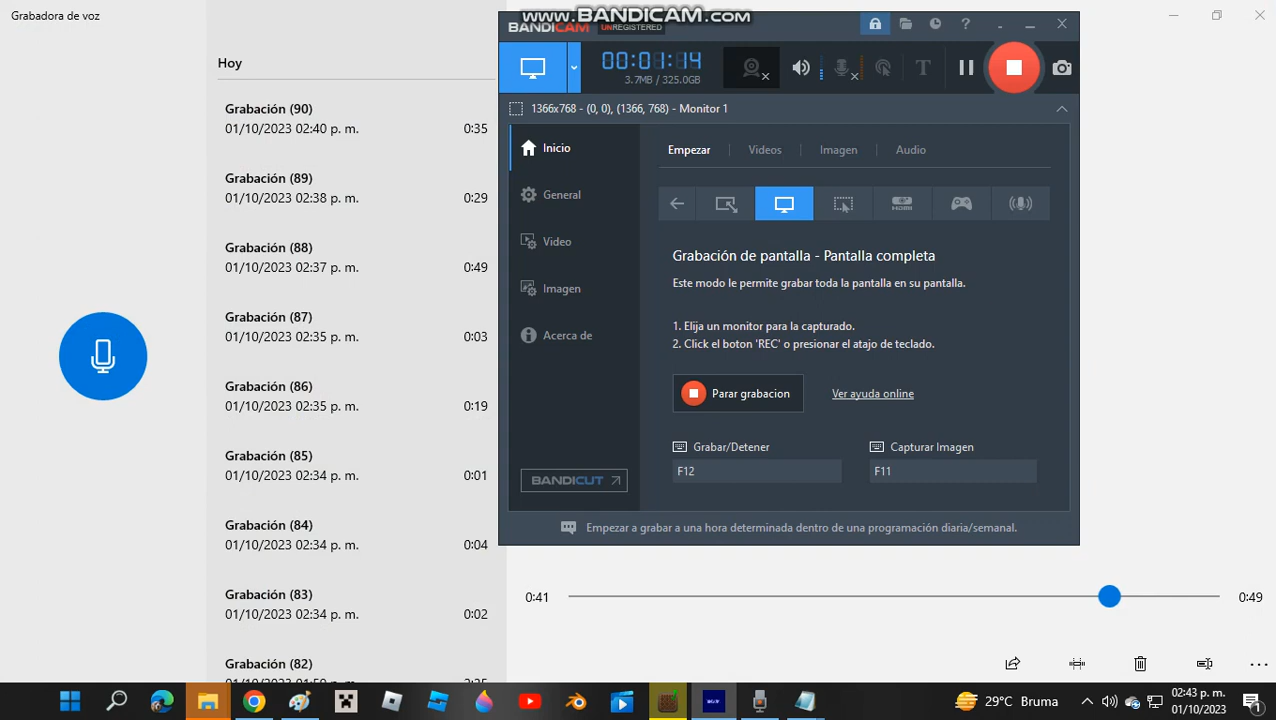 Grabadora de voz
www.BANDICAM.com
BANDICAM UNREGISTERED
Hoy
Grabación (90)
01/10/2023 02:40 p. m. 0:35
Grabación (89)
01/10/2023 02:38 p. m. 0:29
Grabación (88)
01/10/2023 02:37 p. m. 0:49
Grabación (87)
01/10/2023 02:35 p. m. 0:03
Grabación (86)
01/10/2023 02:35 p. m. 0:19
Grabación (85)
01/10/2023 02:34 p. m. 0:01
Grabación (84)
01/10/2023 02:34 p. m. 0:04
Grabación (83)
01/10/2023 02:34 p. m. 0:02
Grabación (82)
00:01:14
3.7MB / 325.0GB
1366x768 - (0, 0), (1366, 768) - Monitor 1
Inicio
General
Video
Imagen
Acerca de
BANDICUT
Empezar Videos Imagen Audio
HDMI
Grabación de pantalla - Pantalla completa
Este modo le permite grabar toda la pantalla en su pantalla.
1. Elija un monitor para la capturado.
2. Click el boton 'REC' o presionar el atajo de teclado.
Parar grabacion Ver ayuda online
Grabar/Detener Capturar Imagen
F12 F11
Empezar a grabar a una hora determinada dentro de una programación diaria/semanal.
0:41 0:49
29°C Bruma
02:43 p. m.
01/10/2023
1